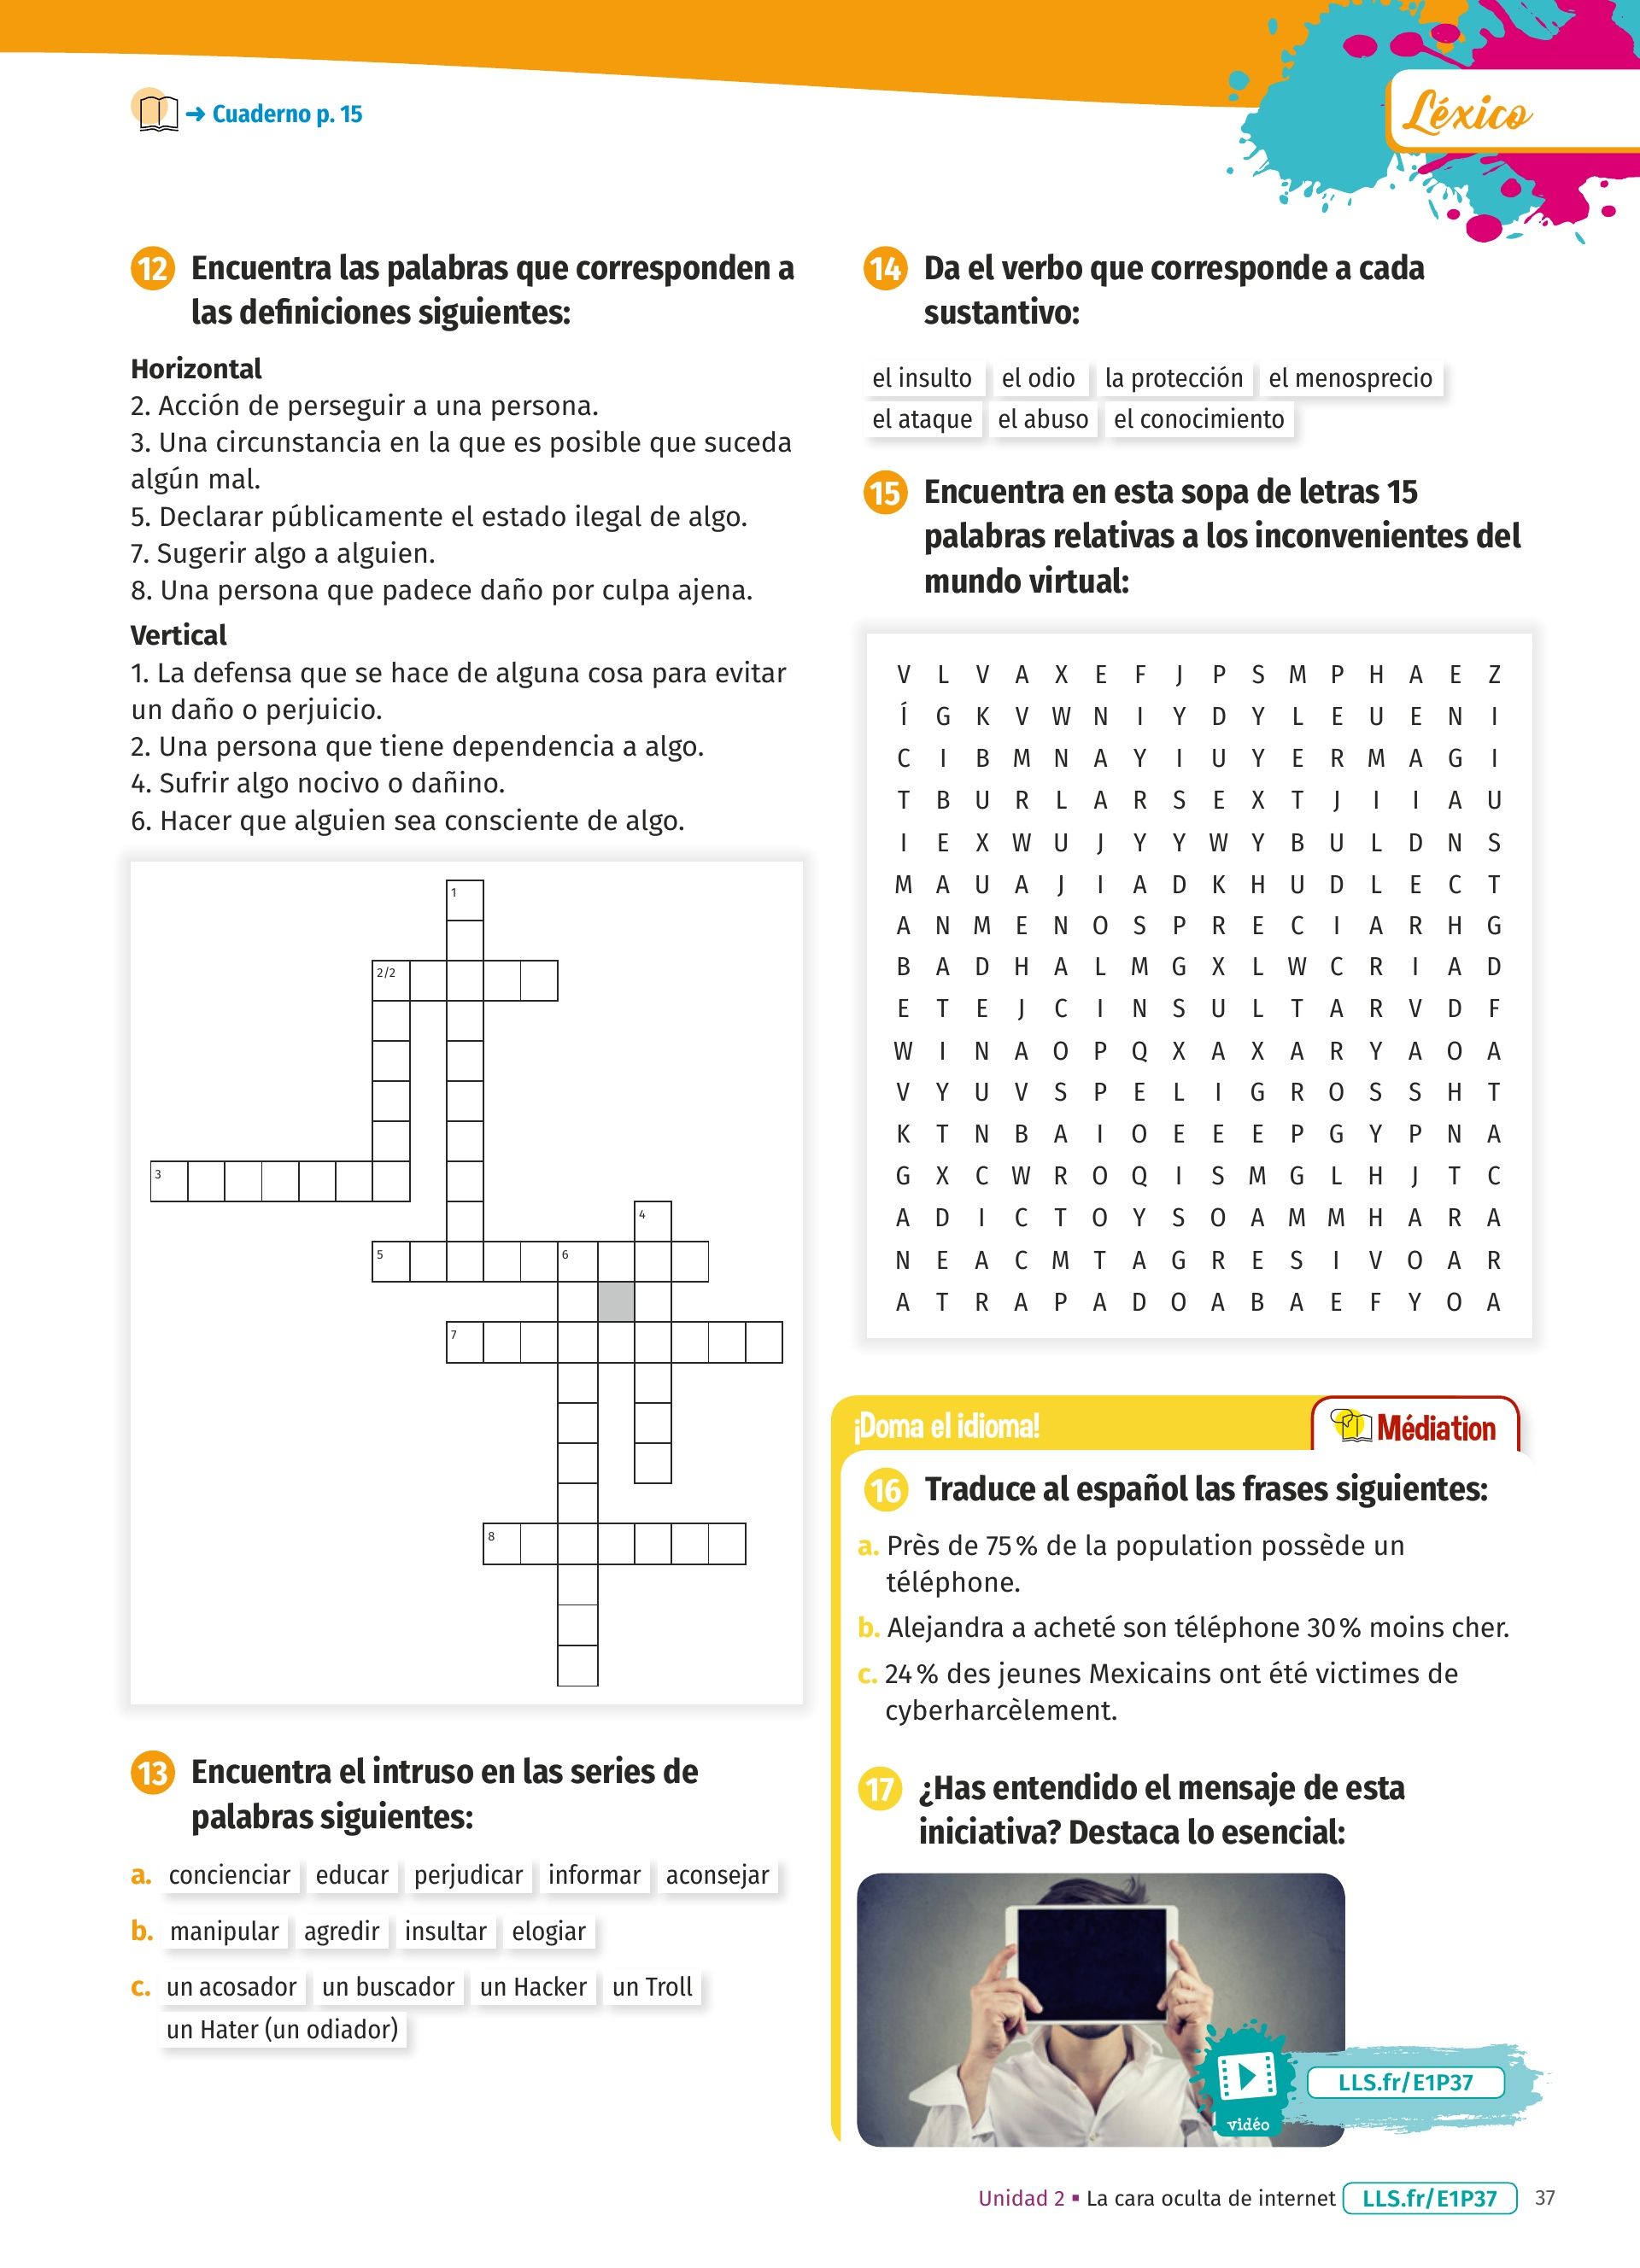 ➜ Cuaderno p. 15
Léxico
12 Encuentra las palabras que corresponden a
las definiciones siguientes:
Horizontal
2. Acción de perseguir a una persona.
3. Una circunstancia en la que es posible que suceda
algún mal.
5. Declarar públicamente el estado ilegal de algo.
7. Sugerir algo a alguien.
8. Una persona que padece daño por culpa ajena.
Vertical
1. La defensa que se hace de alguna cosa para evitar
un daño o perjuicio.
2. Una persona que tiene dependencia a algo.
4. Sufrir algo nocivo o dañino.
6. Hacer que alguien sea consciente de algo.
1
2/2
3
4
5 6
7
8
13 Encuentra el intruso en las series de
palabras siguientes:
a. concienciar educar perjudicar informar aconsejar
b. manipular agredir insultar elogiar
c. un acosador un buscador un Hacker un Troll
un Hater (un odiador)
14 Da el verbo que corresponde a cada
sustantivo:
el insulto el odio la protección el menosprecio
el ataque el abuso el conocimiento
15 Encuentra en esta sopa de letras 15
palabras relativas a los inconvenientes del
mundo virtual:
V L V A X E F J P S M P H A E Z
Í G K V W N I Y D Y L E U E N I
C I B M N A Y I U Y E R M A G I
T B U R L A R S E X T J I I A U
I E X W U J Y Y W Y B U L D N S
M A U A J I A D K H U D L E C T
A N M E N O S P R E C I A R H G
B A D H A L M G X L W C R I A D
E T E J C I N S U L T A R V D F
W I N A O P Q X A X A R Y A O A
V Y U V S P E L I G R O S S H T
K T N B A I O E E E P G Y P N A
G X C W R O Q I S M G L H J T C
A D I C T O Y S O A M M H A R A
N E A C M T A G R E S I V O A R
A T R A P A D O A B A E F Y O A
¡Doma el idioma!
Médiation
16 Traduce al español las frases siguientes:
a. Près de 75 % de la population possède un
téléphone.
b. Alejandra a acheté son téléphone 30 % moins cher.
c. 24 % des jeunes Mexicains ont été victimes de
cyberharcèlement.
17 ¿Has entendido el mensaje de esta
iniciativa? Destaca lo esencial:
LLS.fr/E1P37
vidéo
Unidad 2 ▪ La cara oculta de internet LLS.fr/E1P37 37